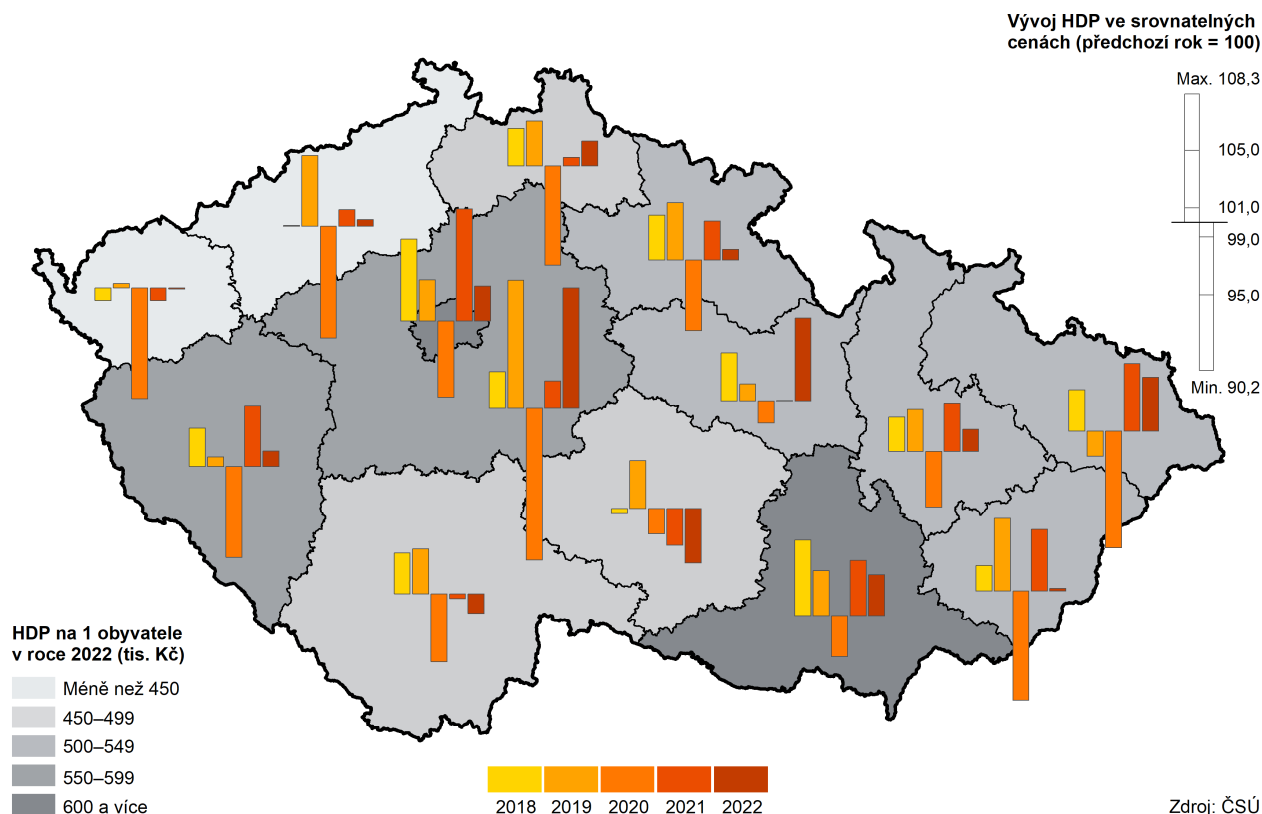 Vývoj HDP ve srovnatelných
cenách (předchozí rok = 100)
Max. 108,3
105,0
101,0
99,0
95,0
Min. 90,2
HDP na 1 obyvatele
v roce 2022 (tis. Kč)
Méně než 450
450–499
500–549
550–599
600 a více
2018 2019 2020 2021 2022
Zdroj: ČSÚ